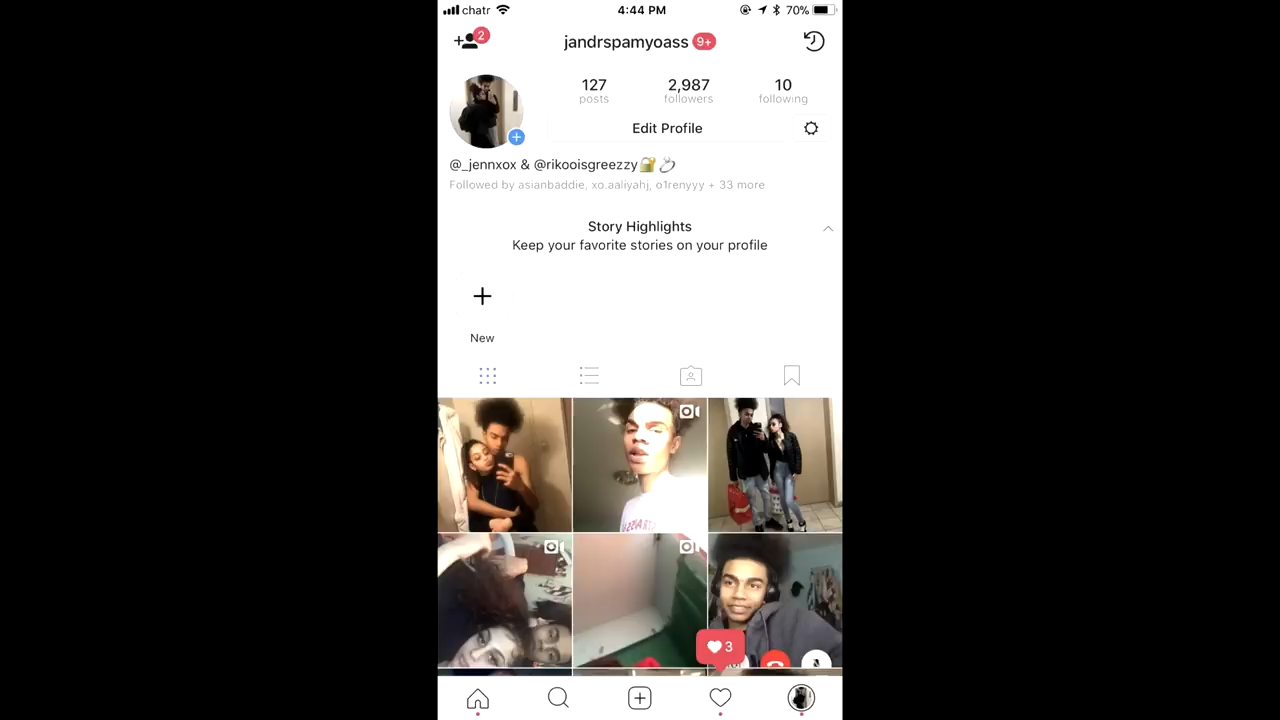 chatr 4:44 PM 70%
2 jandrspamyoass 9+
127 2,987 10
posts followers following
Edit Profile
@_jennxox & @rikooisgreezzy🔐💍
Followed by asianbaddie, xo.aaliyahj, o1renyyy + 33 more
Story Highlights
Keep your favorite stories on your profile
New
3